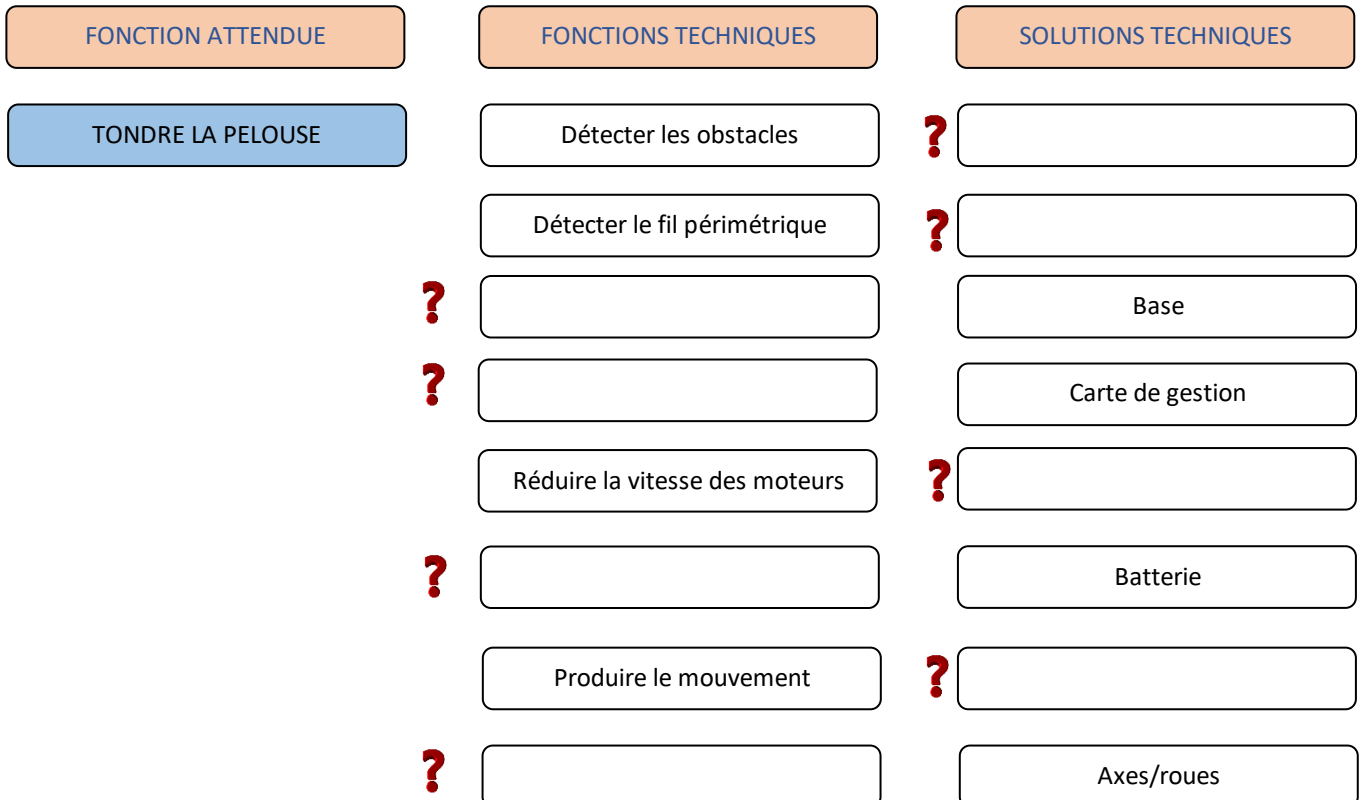 FONCTION ATTENDUE
FONCTIONS TECHNIQUES
SOLUTIONS TECHNIQUES
TONDRE LA PELOUSE
Détecter les obstacles
?
Détecter le fil périmétrique
?
?
Base
?
Carte de gestion
Réduire la vitesse des moteurs
?
?
Batterie
Produire le mouvement
?
?
Axes/roues